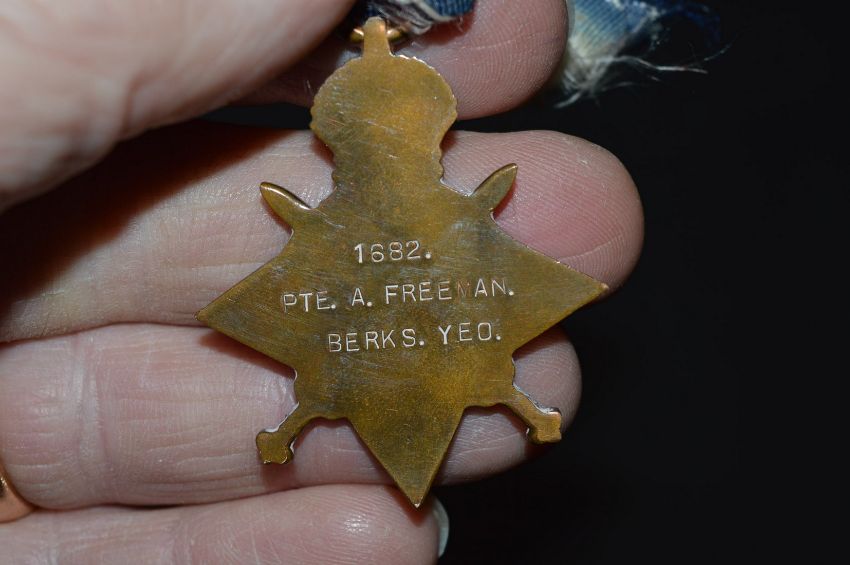 1682.
PTE. A. FREEMAN.
BERKS. YEO.